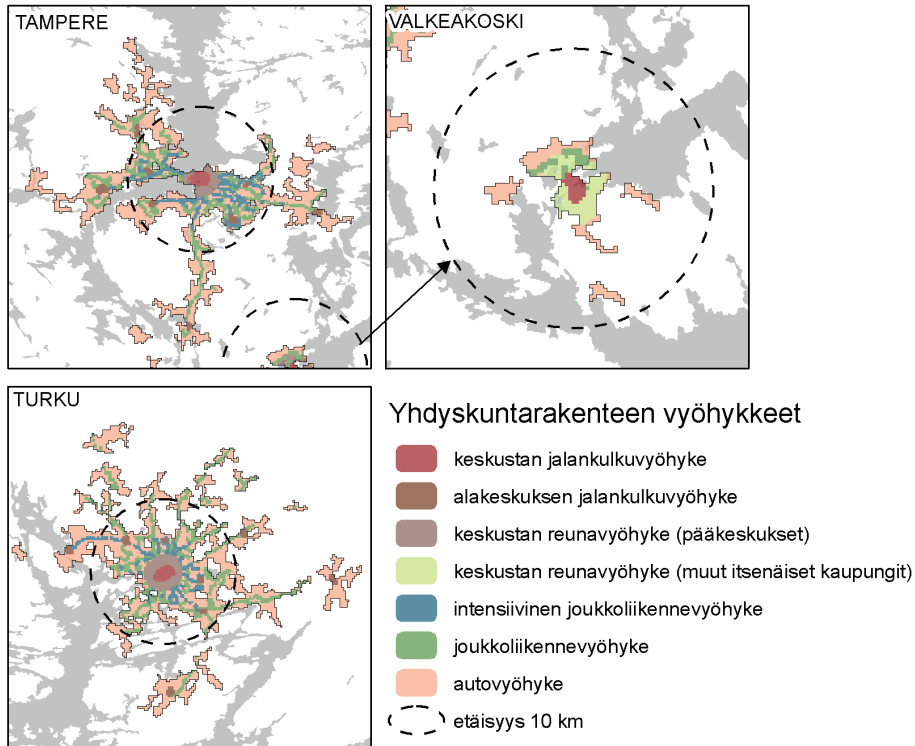 TAMPERE
VALKEAKOSKI
TURKU
Yhdyskuntarakenteen vyöhykkeet
keskustan jalankulkuvyöhyke
alakeskuksen jalankulkuvyöhyke
keskustan reunavyöhyke (pääkeskukset)
keskustan reunavyöhyke (muut itsenäiset kaupungit)
intensiivinen joukkoliikennevyöhyke
joukkoliikennevyöhyke
autovyöhyke
etäisyys 10 km